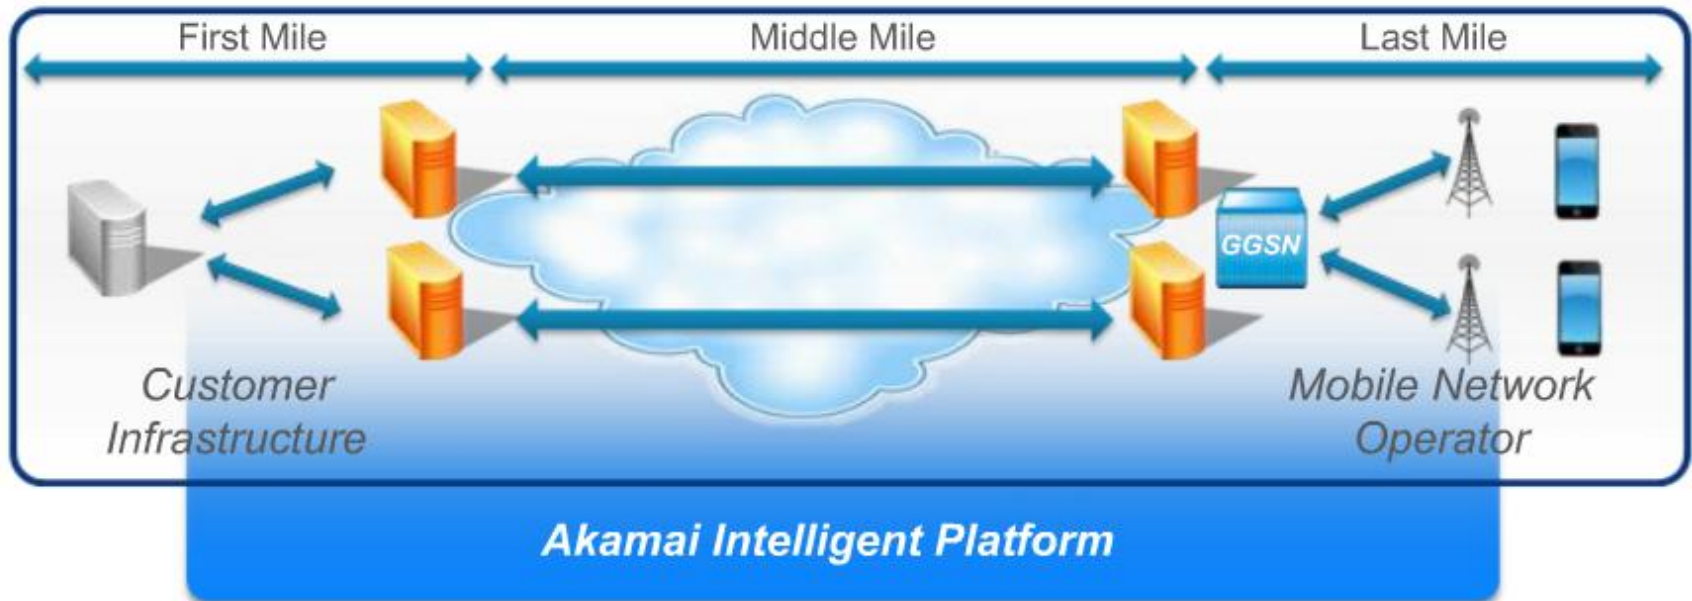 First Mile
Middle Mile
Last Mile
GGSN
Customer
Infrastructure
Mobile Network
Operator
Akamai Intelligent Platform